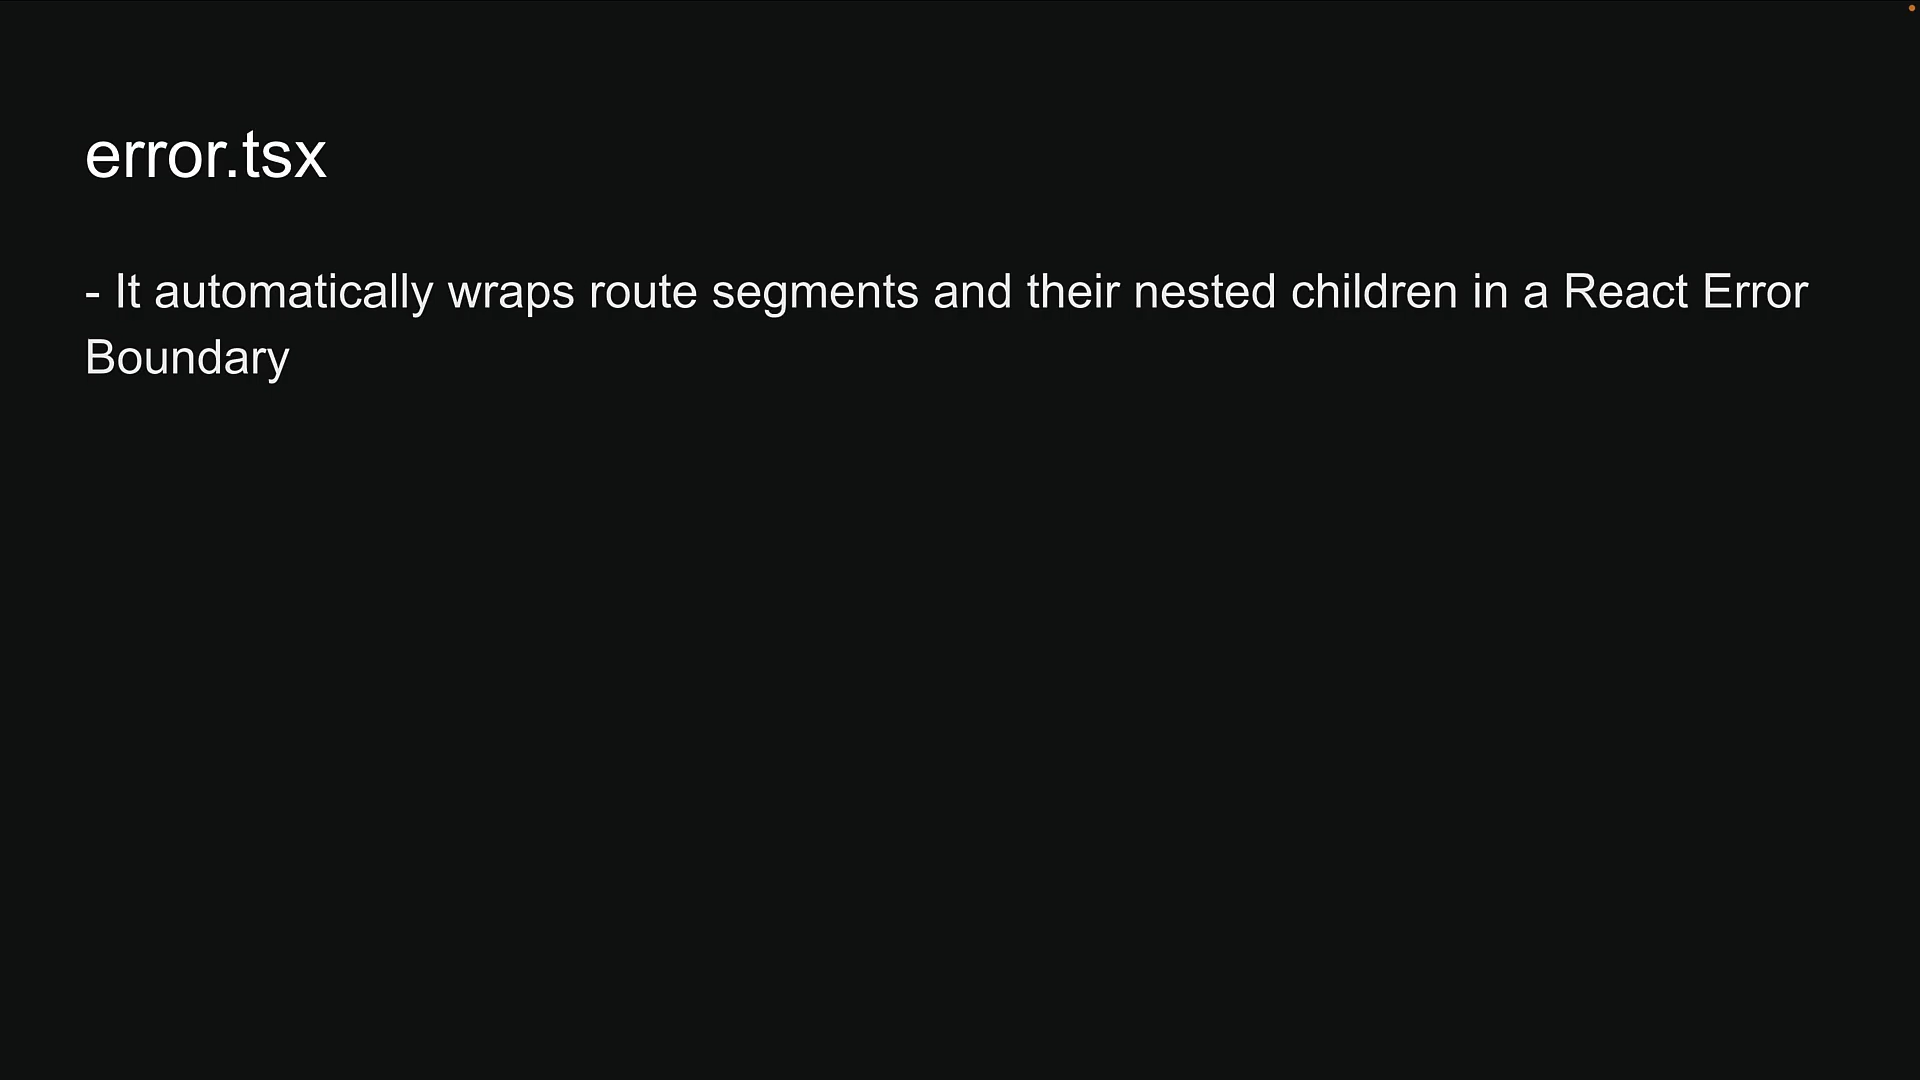 error.tsx
- It automatically wraps route segments and their nested children in a React Error
Boundary